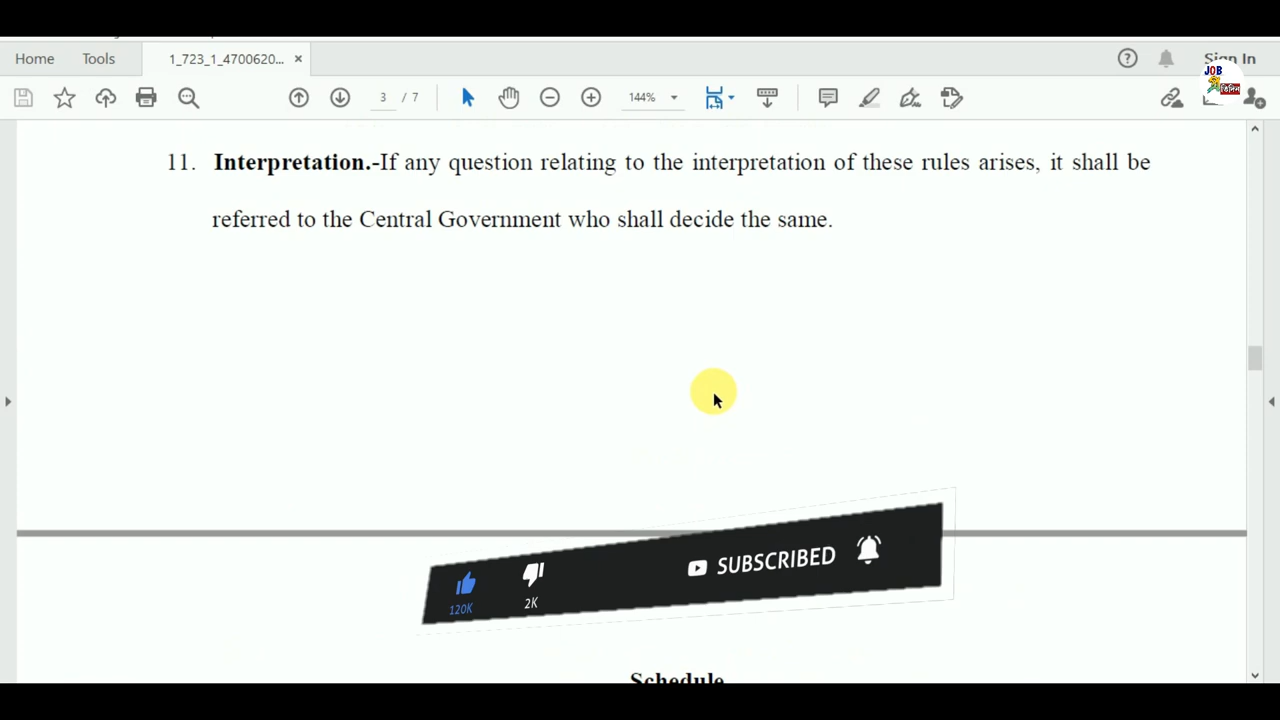 Home Tools 1_723_1_4700620... × Sign In
JOB
প্রতিদিন
3 / 7 144%
11. Interpretation.-If any question relating to the interpretation of these rules arises, it shall be
referred to the Central Government who shall decide the same.
SUBSCRIBED
120K 2K
Schedule